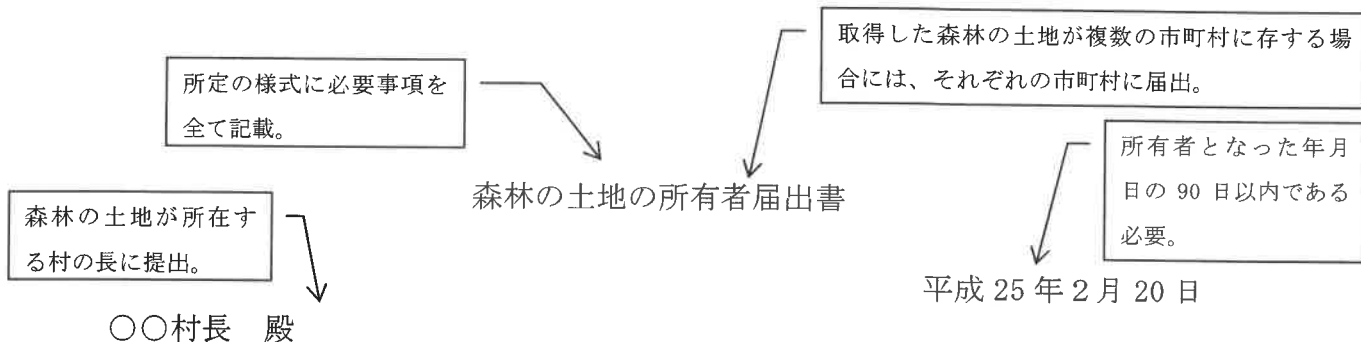 取得した森林の土地が複数の市町村に存する場
合には、それぞれの市町村に届出。
所定の様式に必要事項を
全て記載。
所有者となった年月
日の 90 日以内である
必要。
森林の土地の所有者届出書
森林の土地が所在す
る村の長に提出。
平成 25 年 2 月 20 日
〇〇村長 殿